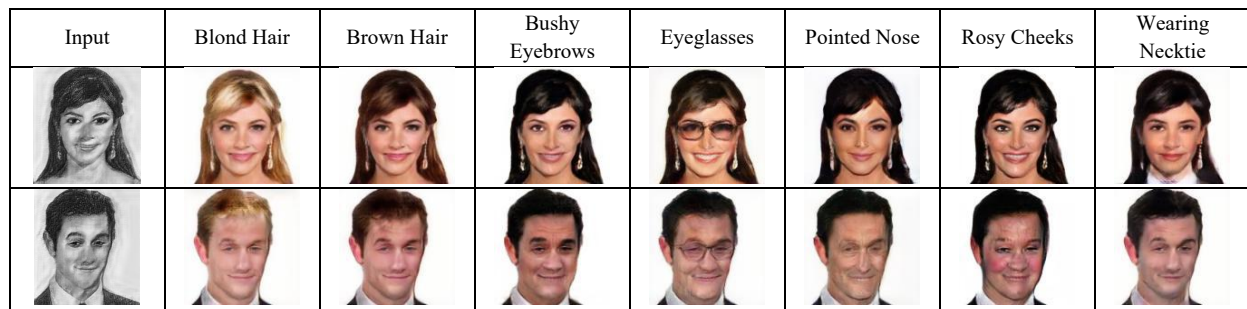 Input
Blond Hair
Brown Hair
Bushy
Eyebrows
Eyeglasses
Pointed Nose
Rosy Cheeks
Wearing
Necktie